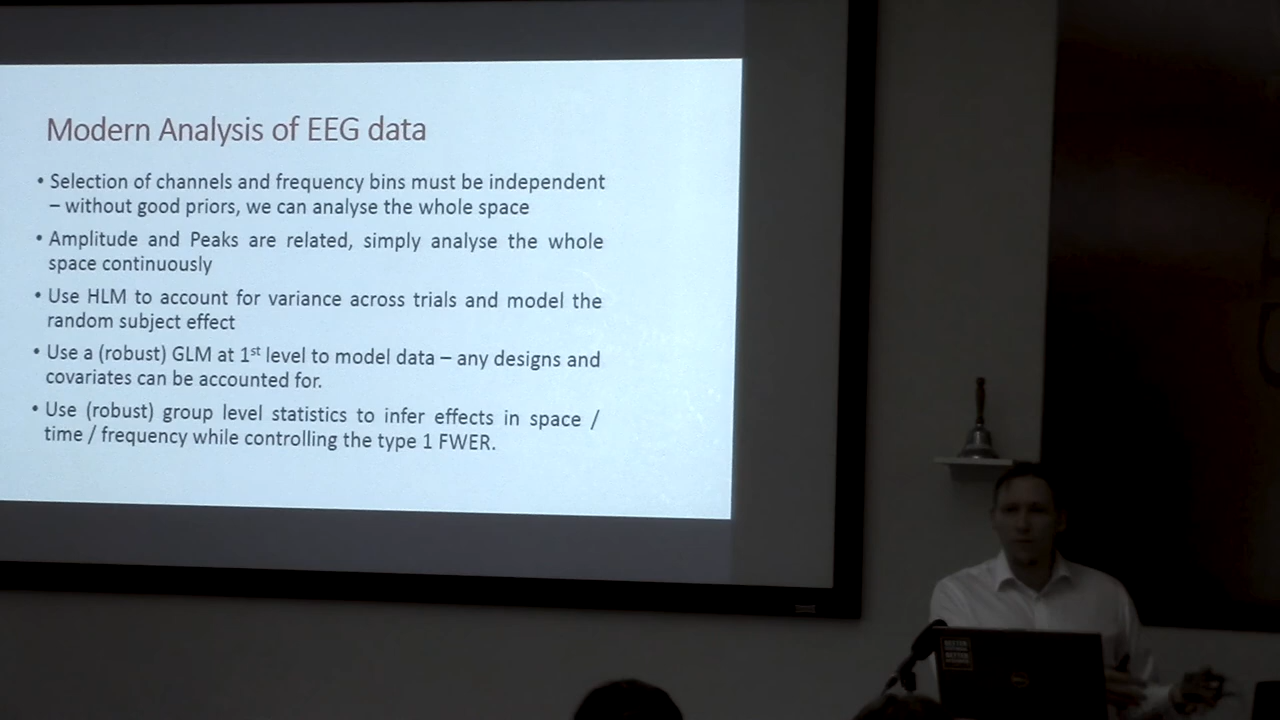 Modern Analysis of EEG data
• Selection of channels and frequency bins must be independent
– without good priors, we can analyse the whole space
• Amplitude and Peaks are related, simply analyse the whole
space continuously
• Use HLM to account for variance across trials and model the
random subject effect
• Use a (robust) GLM at 1st level to model data – any designs and
covariates can be accounted for.
• Use (robust) group level statistics to infer effects in space /
time / frequency while controlling the type 1 FWER.
BETTER
BETTER